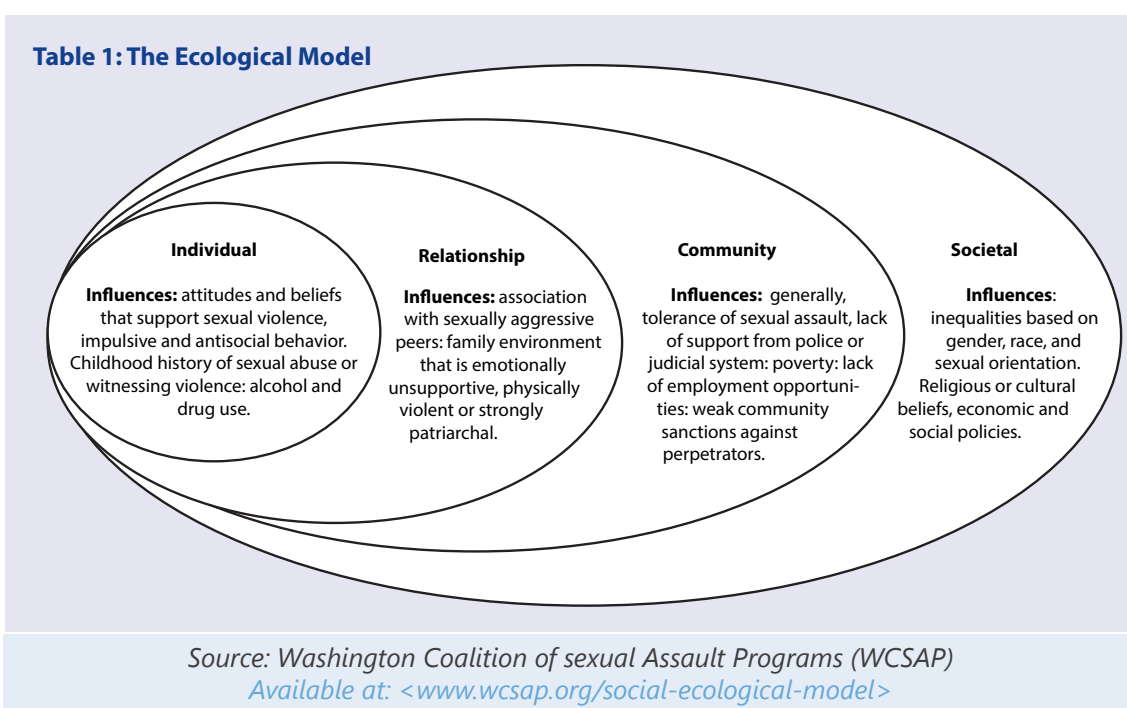 Table 1: The Ecological Model
Individual
Influences: attitudes and beliefs
that support sexual violence,
impulsive and antisocial behavior.
Childhood history of sexual abuse or
witnessing violence: alcohol and
drug use.
Relationship
Influences: association
with sexually aggressive
peers: family environment
that is emotionally
unsupportive, physically
violent or strongly
patriarchal.
Community
Influences:  generally,
tolerance of sexual assault, lack
of support from police or
judicial system: poverty: lack
of employment opportuni-
ties: weak community
sanctions against
perpetrators.
Societal
Influences:
inequalities based on
gender, race, and
sexual orientation.
Religious or cultural
beliefs, economic and
social policies.
Source: Washington Coalition of sexual Assault Programs (WCSAP)
Available at: <www.wcsap.org/social-ecological-model>